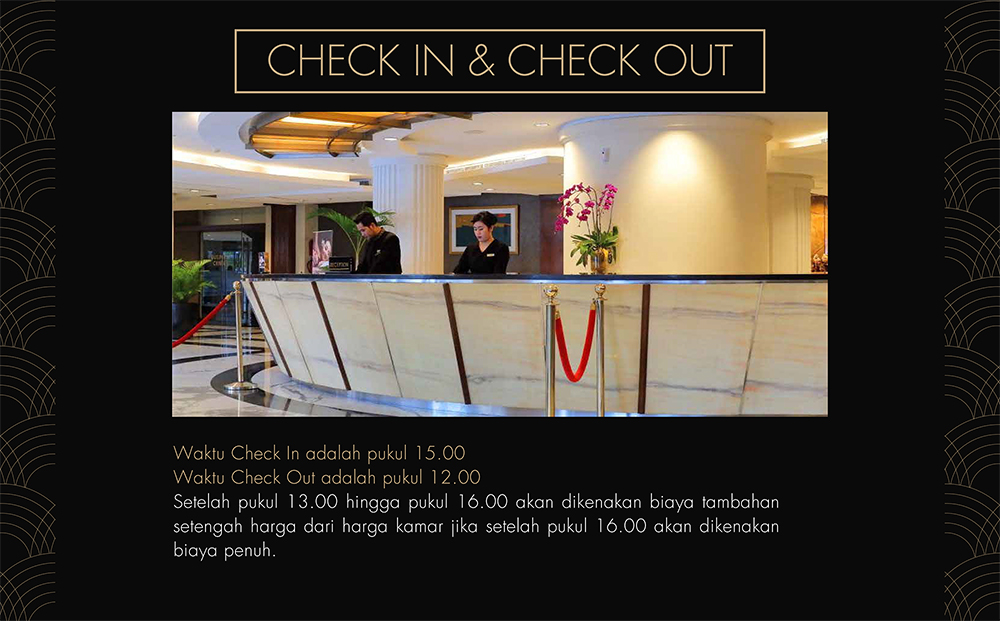 CHECK IN & CHECK OUT
RECEPTION
Waktu Check In adalah pukul 15.00
Waktu Check Out adalah pukul 12.00
Setelah pukul 13.00 hingga pukul 16.00 akan dikenakan biaya tambahan
setengah harga dari harga kamar jika setelah pukul 16.00 akan dikenakan
biaya penuh.